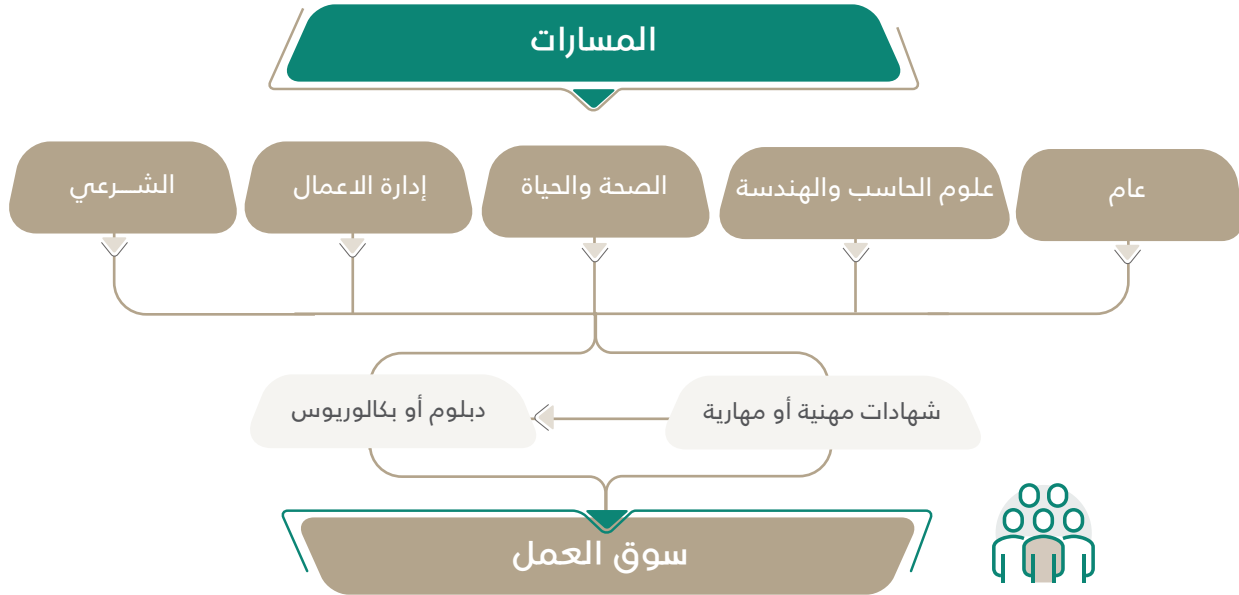 المسارات
عام
علوم الحاسب والهندسة
الصحة والحياة
إدارة الاعمال
الشـــرعي
شهادات مهنية أو مهارية
دبلوم أو بكالوريوس
سوق العمل